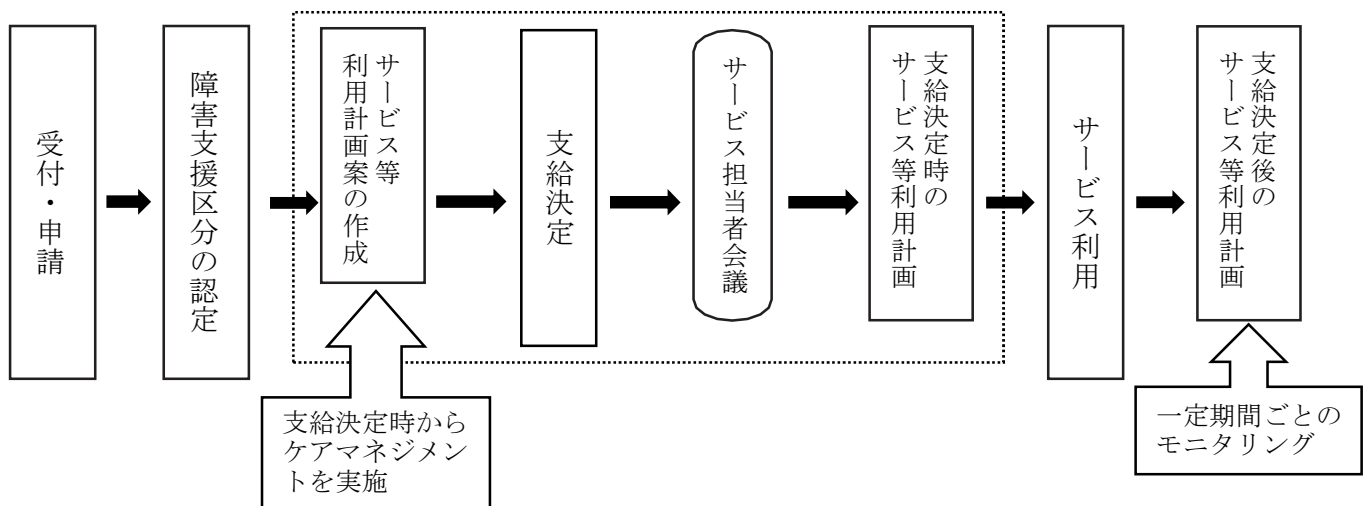 受付・申請
障害支援区分の認定
サービス等
利用計画案の作成
支給決定
サービス担当者会議
支給決定時の
サービス等利用計画
サービス利用
支給決定後の
サービス等利用計画
支給決定時から
ケアマネジメン
トを実施
一定期間ごとの
モニタリング